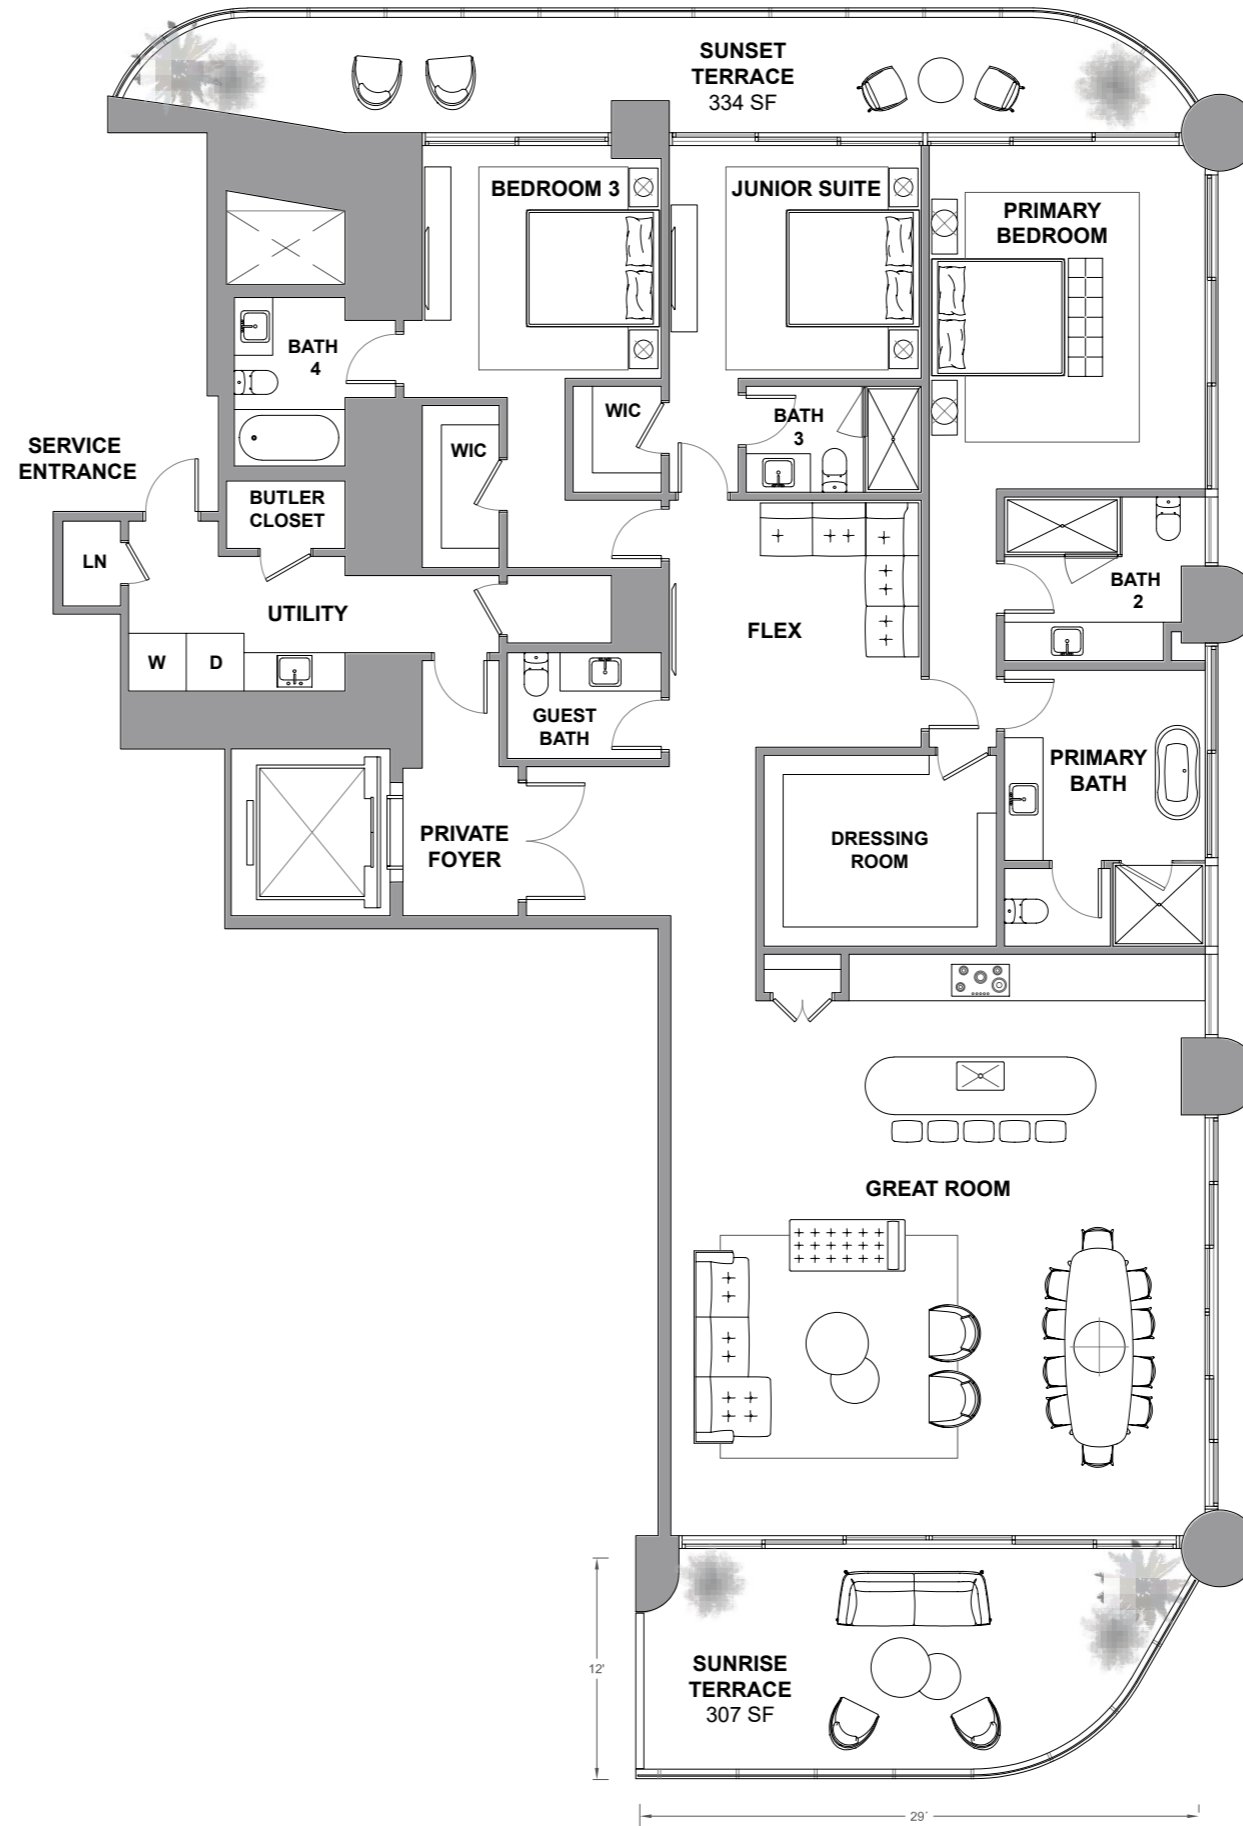 SUNSET
TERRACE
334 SF
BEDROOM 3
JUNIOR SUITE
PRIMARY
BEDROOM
BATH
4
WIC
WIC
BATH
3
SERVICE
ENTRANCE
BUTLER
CLOSET
LN
UTILITY
W
D
FLEX
BATH
2
GUEST
BATH
PRIMARY
BATH
PRIVATE
FOYER
DRESSING
ROOM
GREAT ROOM
12'
SUNRISE
TERRACE
307 SF
29'